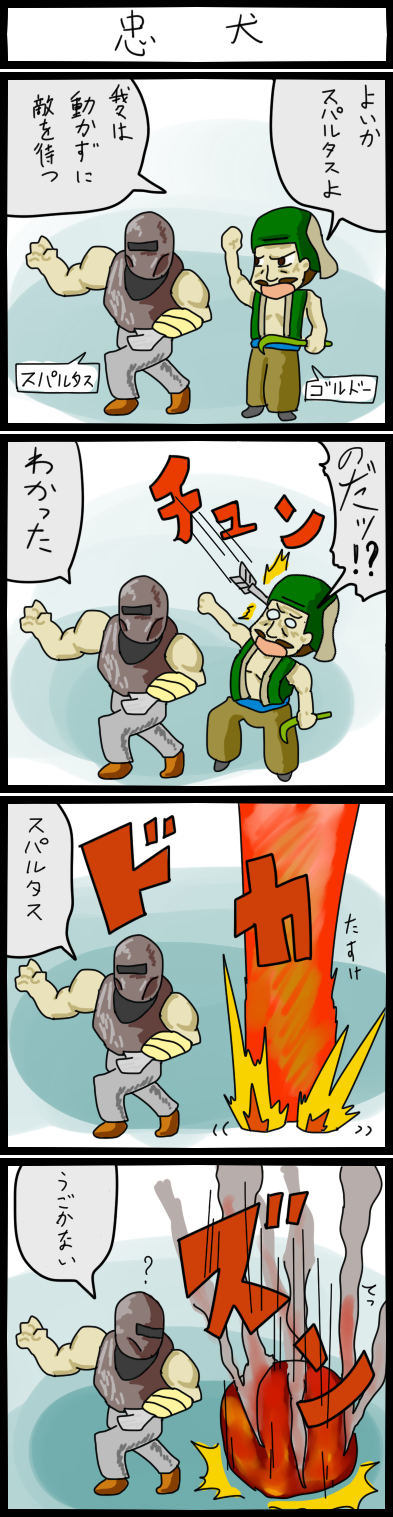 忠犬
よいか
スパルタスよ
我々は
動かずに
敵を待つ
スパルタス
ゴルドー
のだッ!?
チュン
わかった
ドカ
たすけ
スパルタス
ズン
てっ
うごかない
?